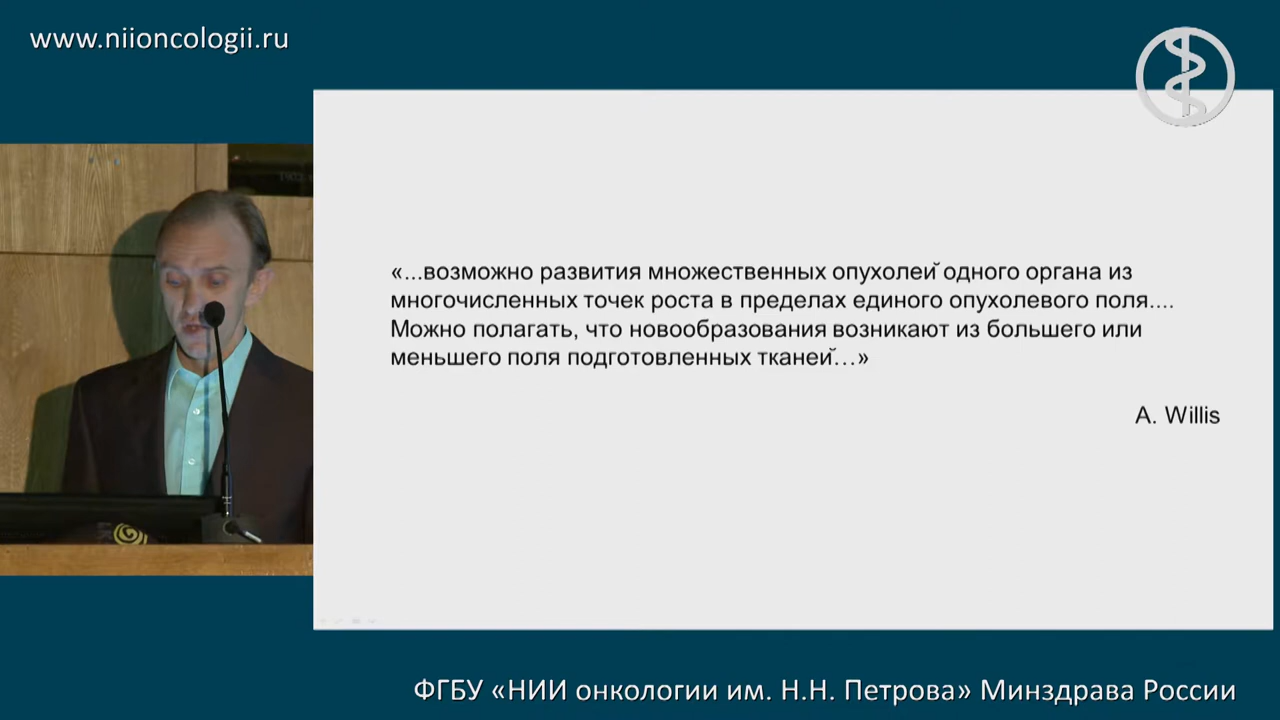 www.niioncologii.ru
«...возможно развития множественных опухолей одного органа из
многочисленных точек роста в пределах единого опухолевого поля....
Можно полагать, что новообразования возникают из большего или
меньшего поля подготовленных тканей...»
A. Willis
ФГБУ «НИИ онкологии им. Н.Н. Петрова» Минздрава России